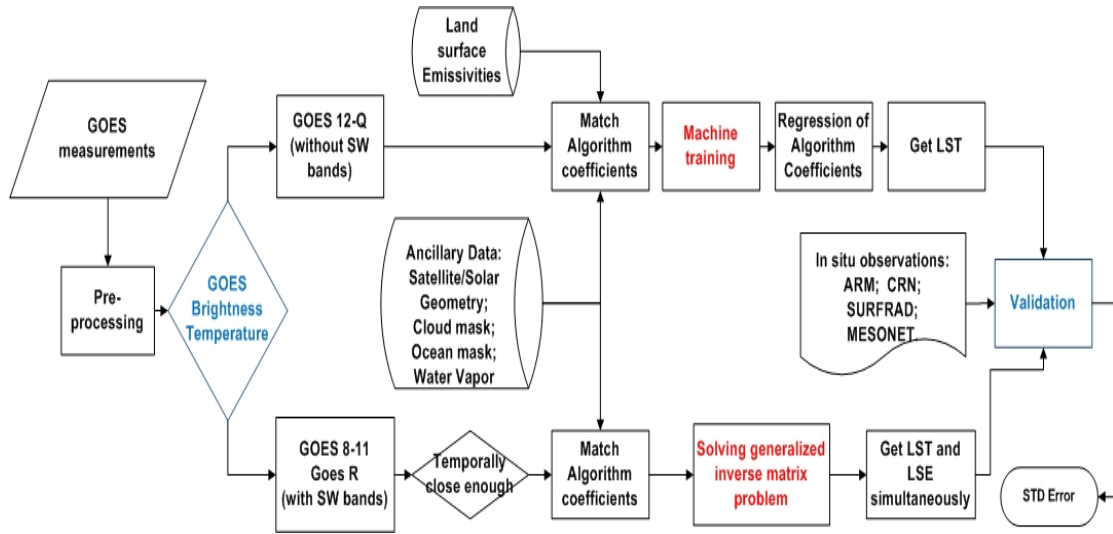 GOES
measurements
Pre-
processing
GOES
Brightness
Temperature
GOES 12-Q
(without SW
bands)
Land
surface
Emissivities
Match
Algorithm
coefficients
Machine
training
Regression of
Algorithm
Coefficients
Get LST
Ancillary Data:
Satellite/Solar
Geometry;
Cloud mask;
Ocean mask;
Water Vapor
In situ observations:
ARM; CRN;
SURFRAD;
MESONET
Validation
GOES 8-11
Goes R
(with SW bands)
Temporally
close enough
Match
Algorithm
coefficients
Solving generalized
inverse matrix
problem
Get LST and
LSE
simultaneously
STD Error